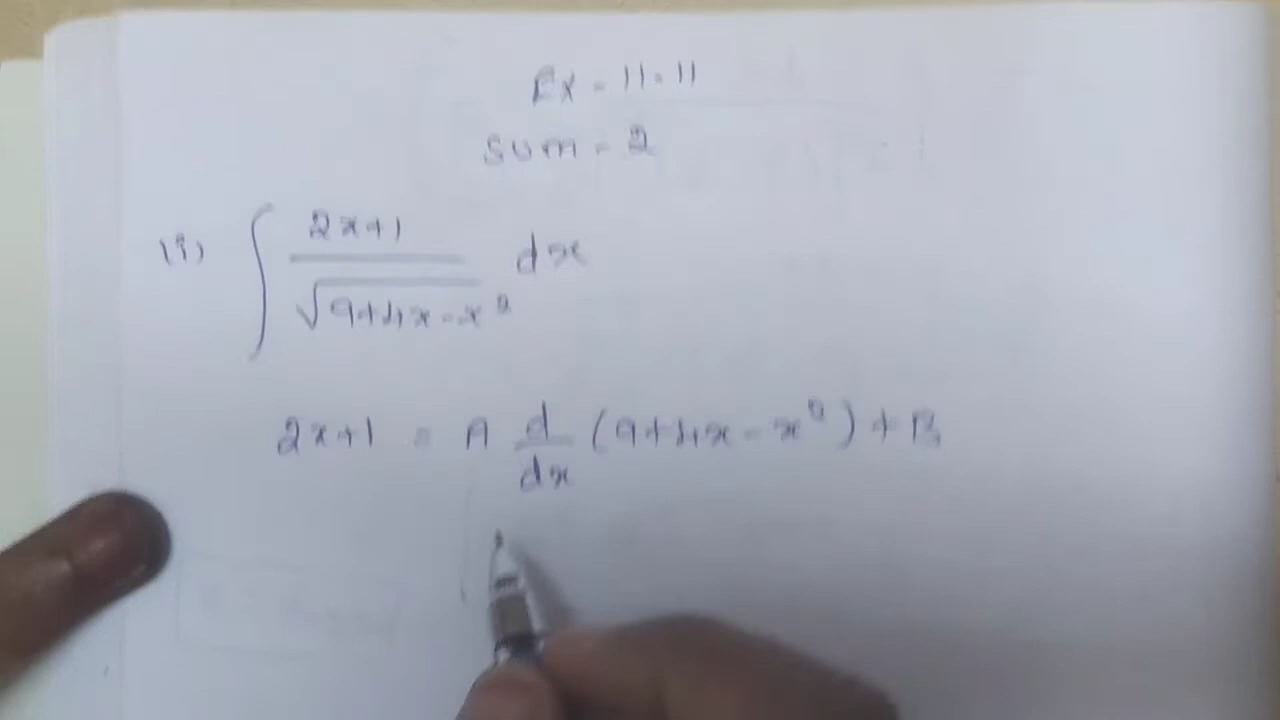 Ex - 11.11
Sum = 2
(i) ∫ 2x+1 / √9+4x-x² dx
2x+1 = A d/dx (9+4x-x²) + B